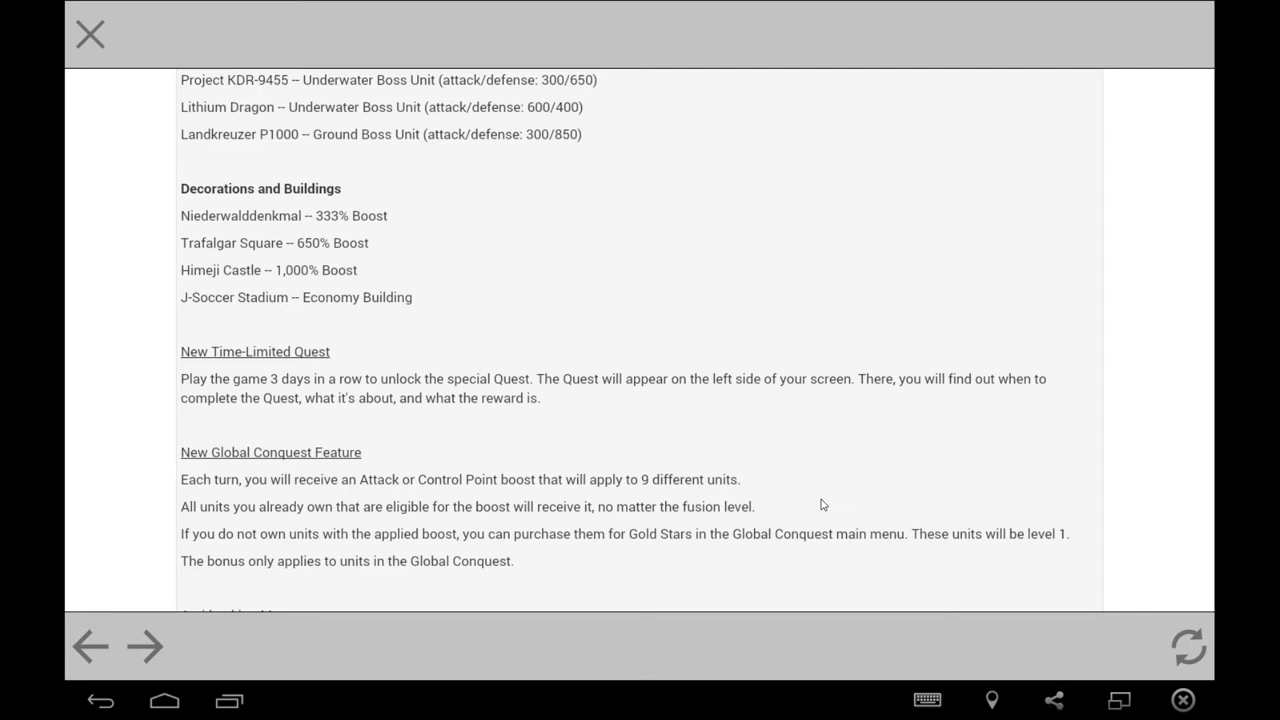 Project KDR-9455 -- Underwater Boss Unit (attack/defense: 300/650)
Lithium Dragon -- Underwater Boss Unit (attack/defense: 600/400)
Landkreuzer P1000 -- Ground Boss Unit (attack/defense: 300/850)
Decorations and Buildings
Niederwalddenkmal -- 333% Boost
Trafalgar Square -- 650% Boost
Himeji Castle -- 1,000% Boost
J-Soccer Stadium -- Economy Building
New Time-Limited Quest
Play the game 3 days in a row to unlock the special Quest. The Quest will appear on the left side of your screen. There, you will find out when to
complete the Quest, what it's about, and what the reward is.
New Global Conquest Feature
Each turn, you will receive an Attack or Control Point boost that will apply to 9 different units.
All units you already own that are eligible for the boost will receive it, no matter the fusion level.
If you do not own units with the applied boost, you can purchase them for Gold Stars in the Global Conquest main menu. These units will be level 1.
The bonus only applies to units in the Global Conquest.